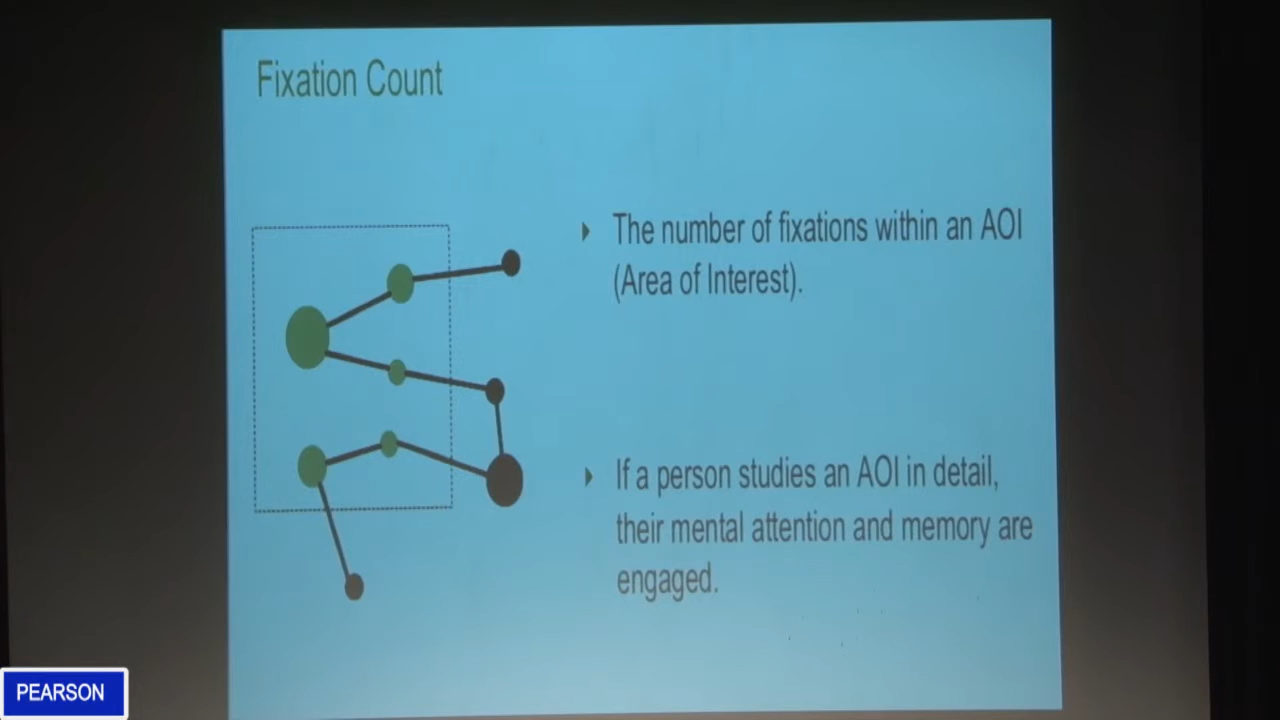 Fixation Count
The number of fixations within an AOI
(Area of Interest).
If a person studies an AOI in detail,
their mental attention and memory are
engaged.
PEARSON